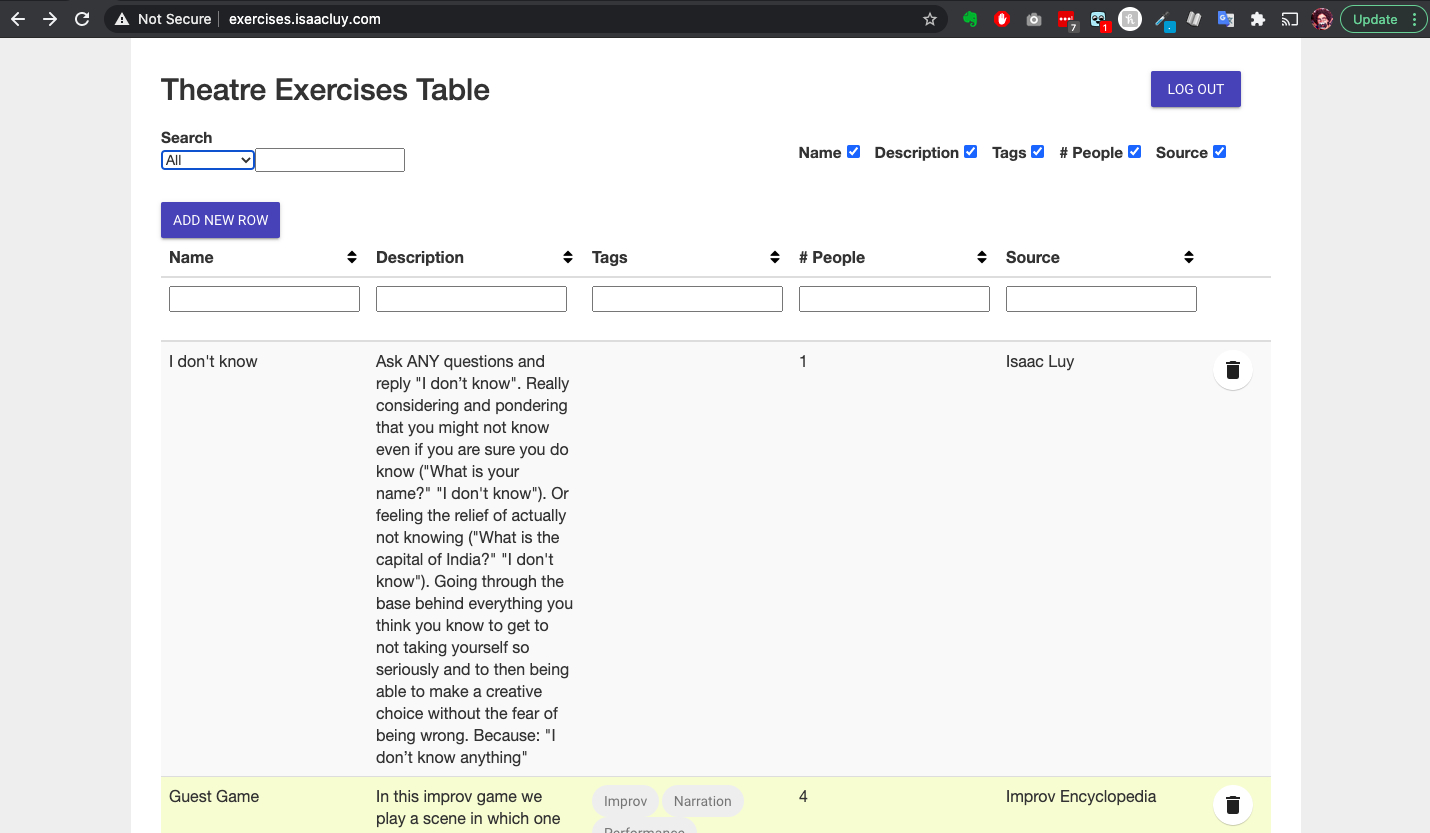 Not Secure exercises.isaacluy.com
7
1
Update
Theatre Exercises Table
LOG OUT
Search
All
Name Description Tags # People Source
ADD NEW ROW
Name Description Tags # People Source
I don't know
Ask ANY questions and
reply "I don’t know". Really
considering and pondering
that you might not know
even if you are sure you do
know ("What is your
name?" "I don't know"). Or
feeling the relief of actually
not knowing ("What is the
capital of India?" "I don't
know"). Going through the
base behind everything you
think you know to get to
not taking yourself so
seriously and to then being
able to make a creative
choice without the fear of
being wrong. Because: "I
don’t know anything"
1
Isaac Luy
Guest Game
In this improv game we
play a scene in which one
Improv Narration
Performance
4
Improv Encyclopedia